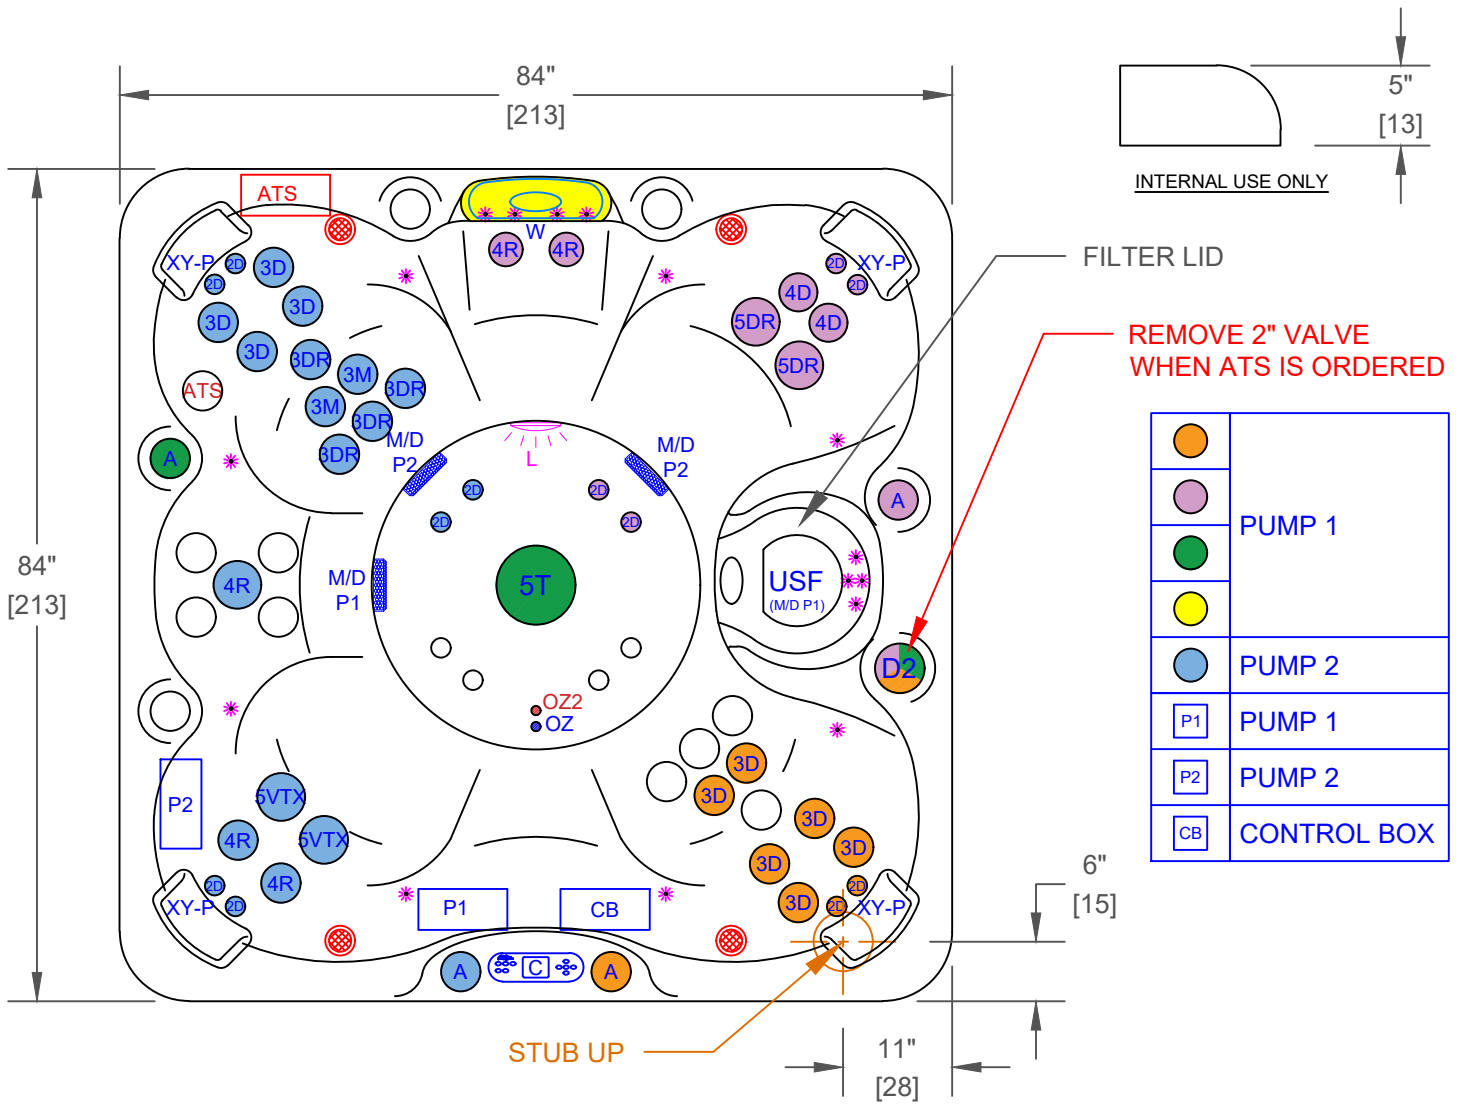 84"
[213]
5"
[13]
INTERNAL USE ONLY
ATS
W
4R
4R
XY-P
2D
2D
3D
3D
3D
3D
3DR
3M
3DR
3M
3DR
3DR
ATS
A
XY-P
2D
2D
4D
4D
5DR
5DR
FILTER LID
REMOVE 2" VALVE
WHEN ATS IS ORDERED
M/D
P2
M/D
P2
L
2D
2D
2D
2D
A
84"
[213]
4R
M/D
P1
5T
USF
(M/D P1)
D2
OZ2
OZ
PUMP 1
PUMP 2
P1
PUMP 1
P2
PUMP 2
CB
CONTROL BOX
P2
5VTX
5VTX
4R
4R
2D
2D
XY-P
3D
3D
3D
3D
3D
3D
2D
2D
XY-P
P1
CB
A
C
A
6"
[15]
STUB UP
11"
[28]